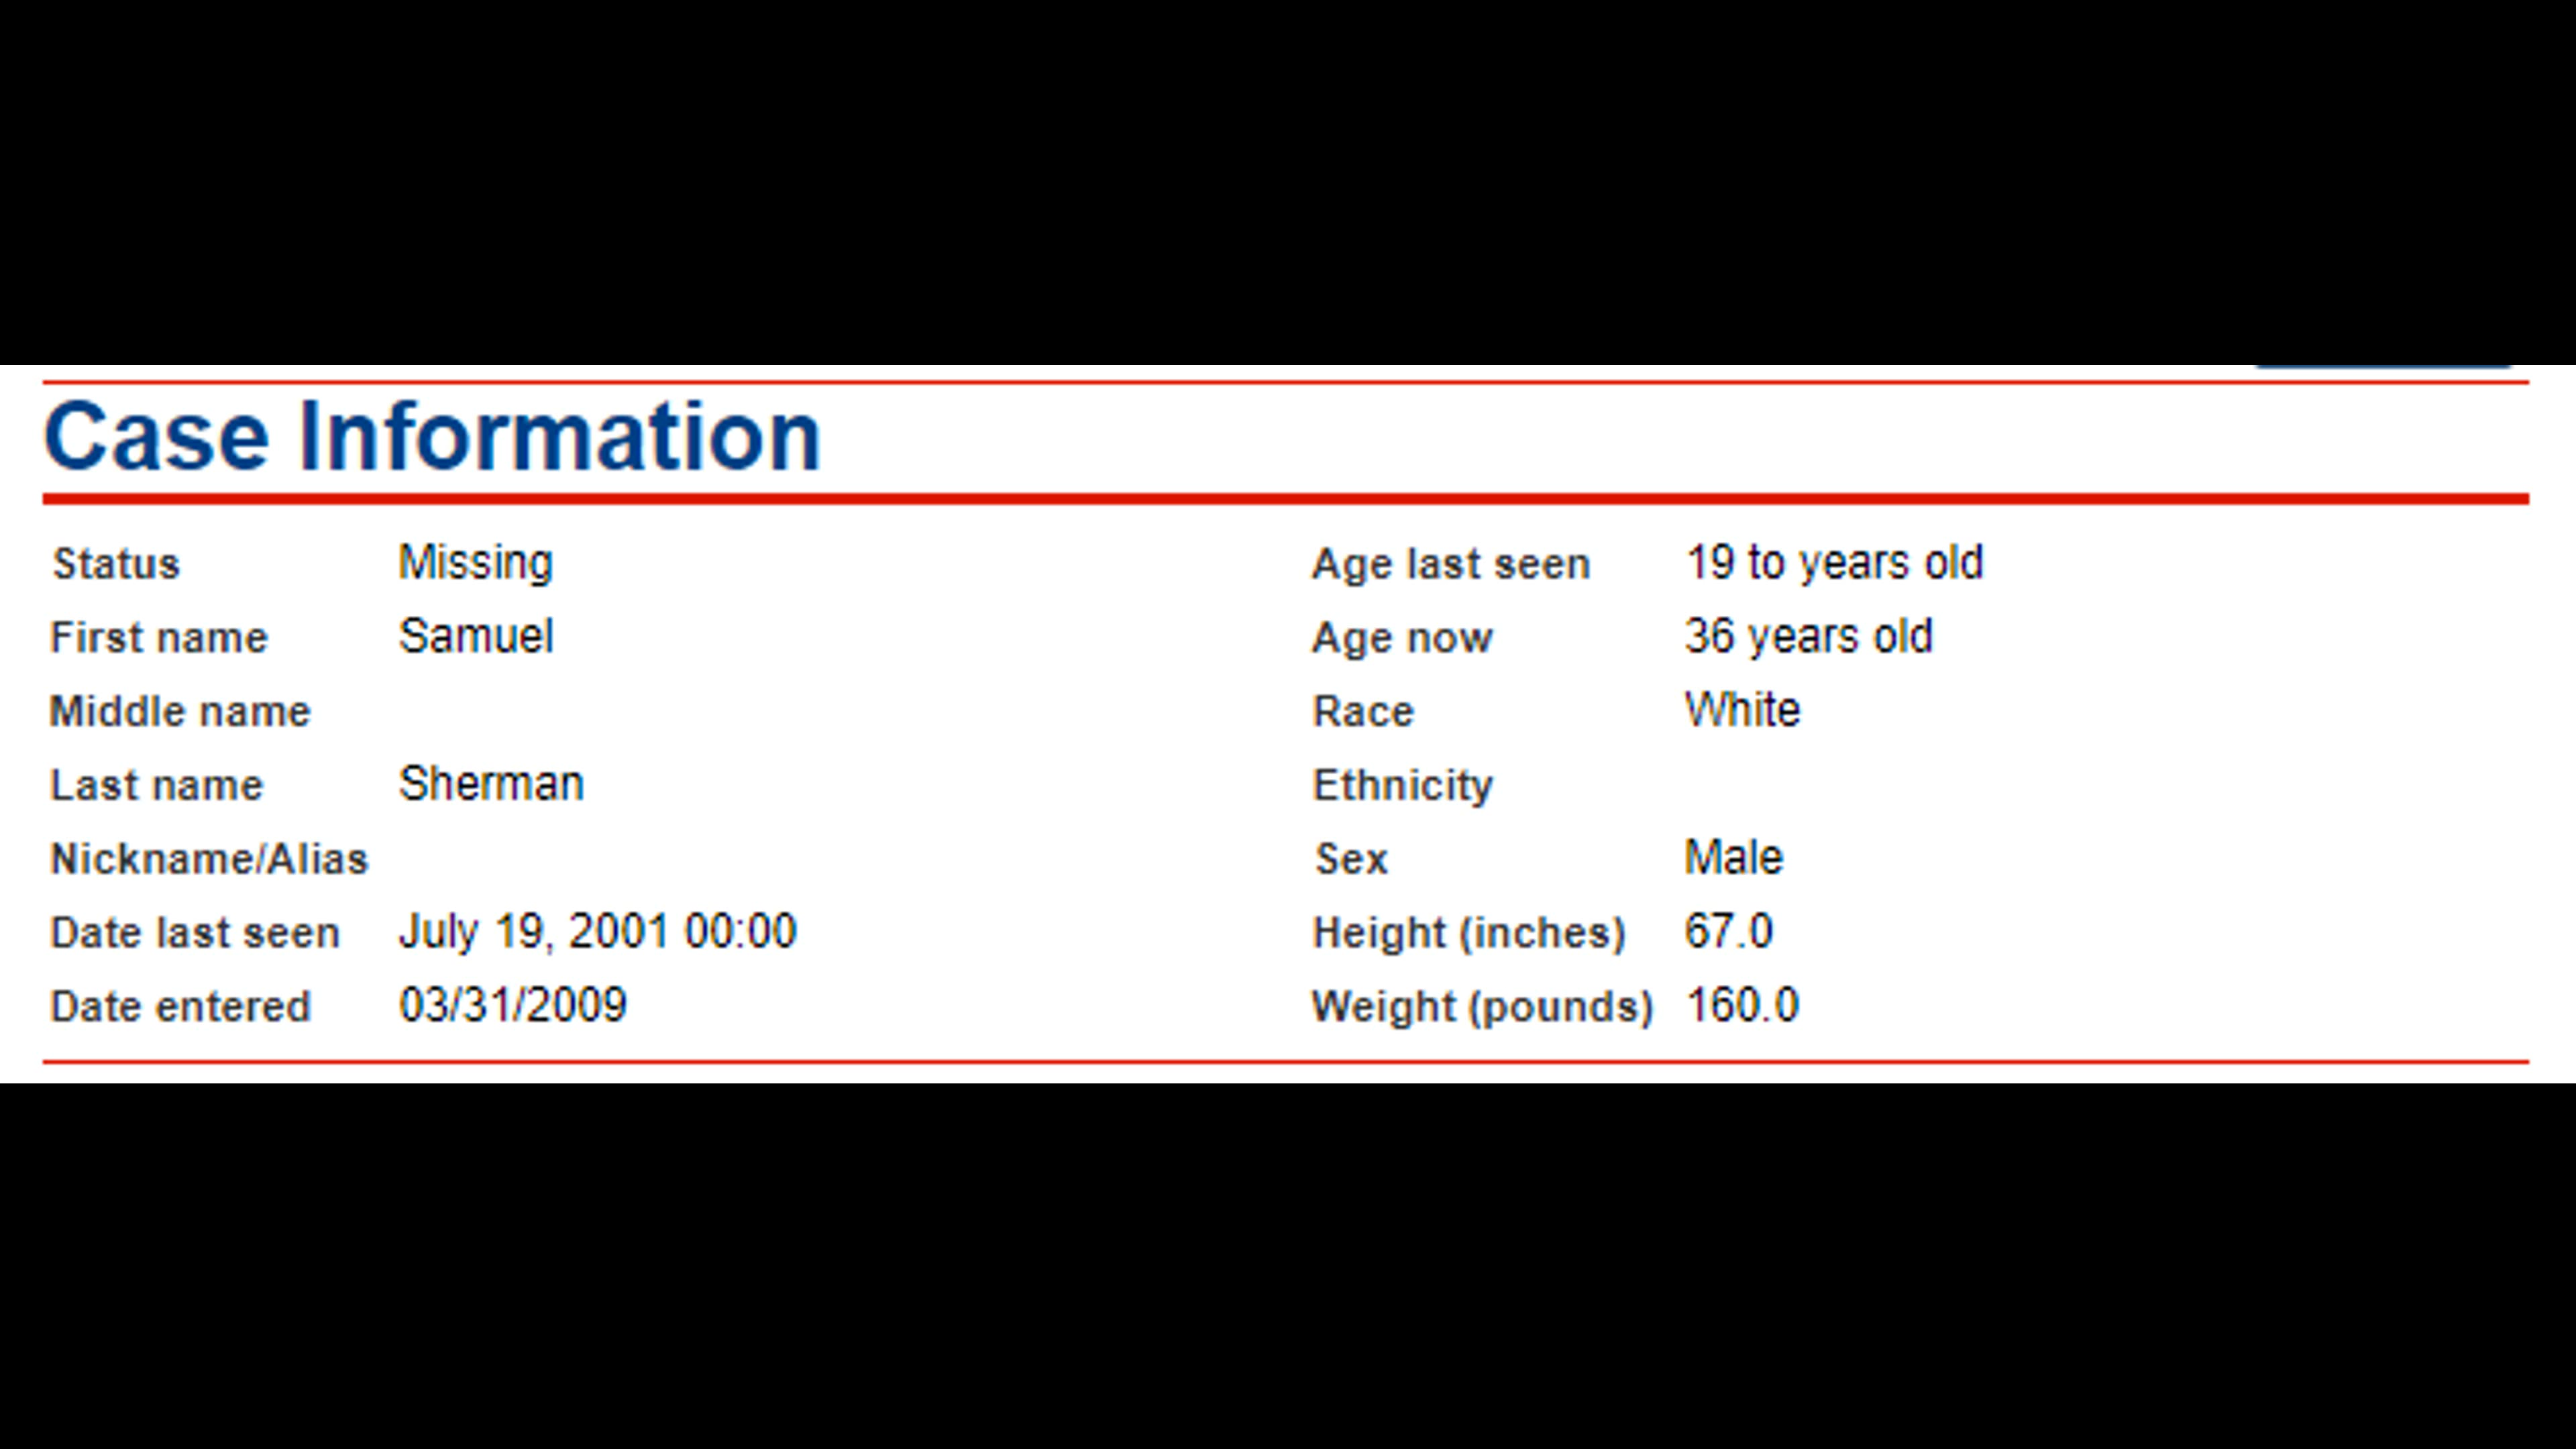 Case Information
Status Missing
First name Samuel
Middle name
Last name Sherman
Nickname/Alias
Date last seen July 19, 2001 00:00
Date entered 03/31/2009
Age last seen 19 to years old
Age now 36 years old
Race White
Ethnicity
Sex Male
Height (inches) 67.0
Weight (pounds) 160.0